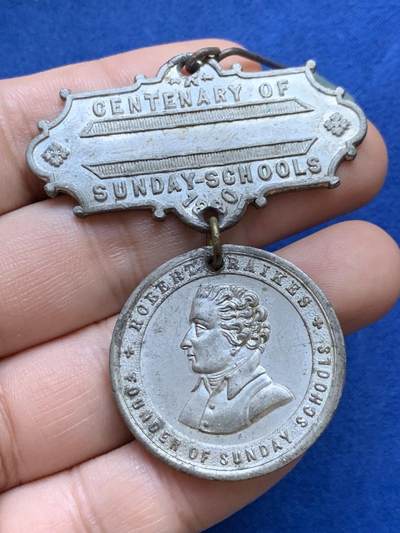 CENTENARY OF
SUNDAY-SCHOOLS
1880
ROBERT RAIKES
FOUNDER OF SUNDAY SCHOOLS